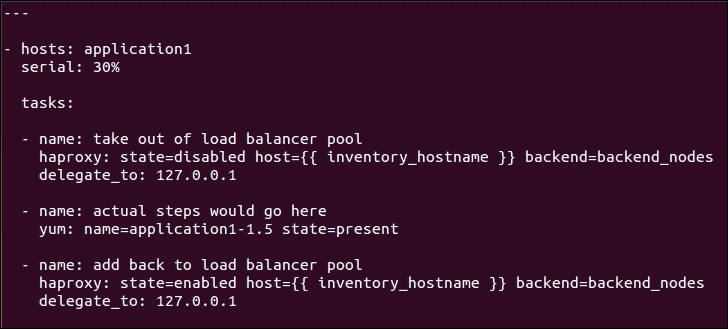 ---
- hosts: application1
serial: 30%
tasks:
- name: take out of load balancer pool
haproxy: state=disabled host={{ inventory_hostname }} backend=backend_nodes
delegate_to: 127.0.0.1
- name: actual steps would go here
yum: name=application1-1.5 state=present
- name: add back to load balancer pool
haproxy: state=enabled host={{ inventory_hostname }} backend=backend_nodes
delegate_to: 127.0.0.1